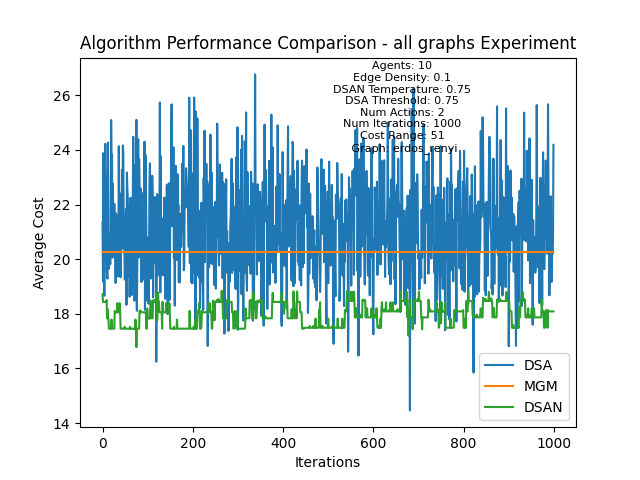 Algorithm Performance Comparison - all graphs Experiment
Agents: 10
Edge Density: 0.1
DSAN Temperature: 0.75
DSA Threshold: 0.75
Num Actions: 2
Num Iterations: 1000
Cost Range: 51
Graph: erdos_renyi
26
24
22
20
18
16
14
Average Cost
0
200
400
600
800
1000
Iterations
DSA
MGM
DSAN